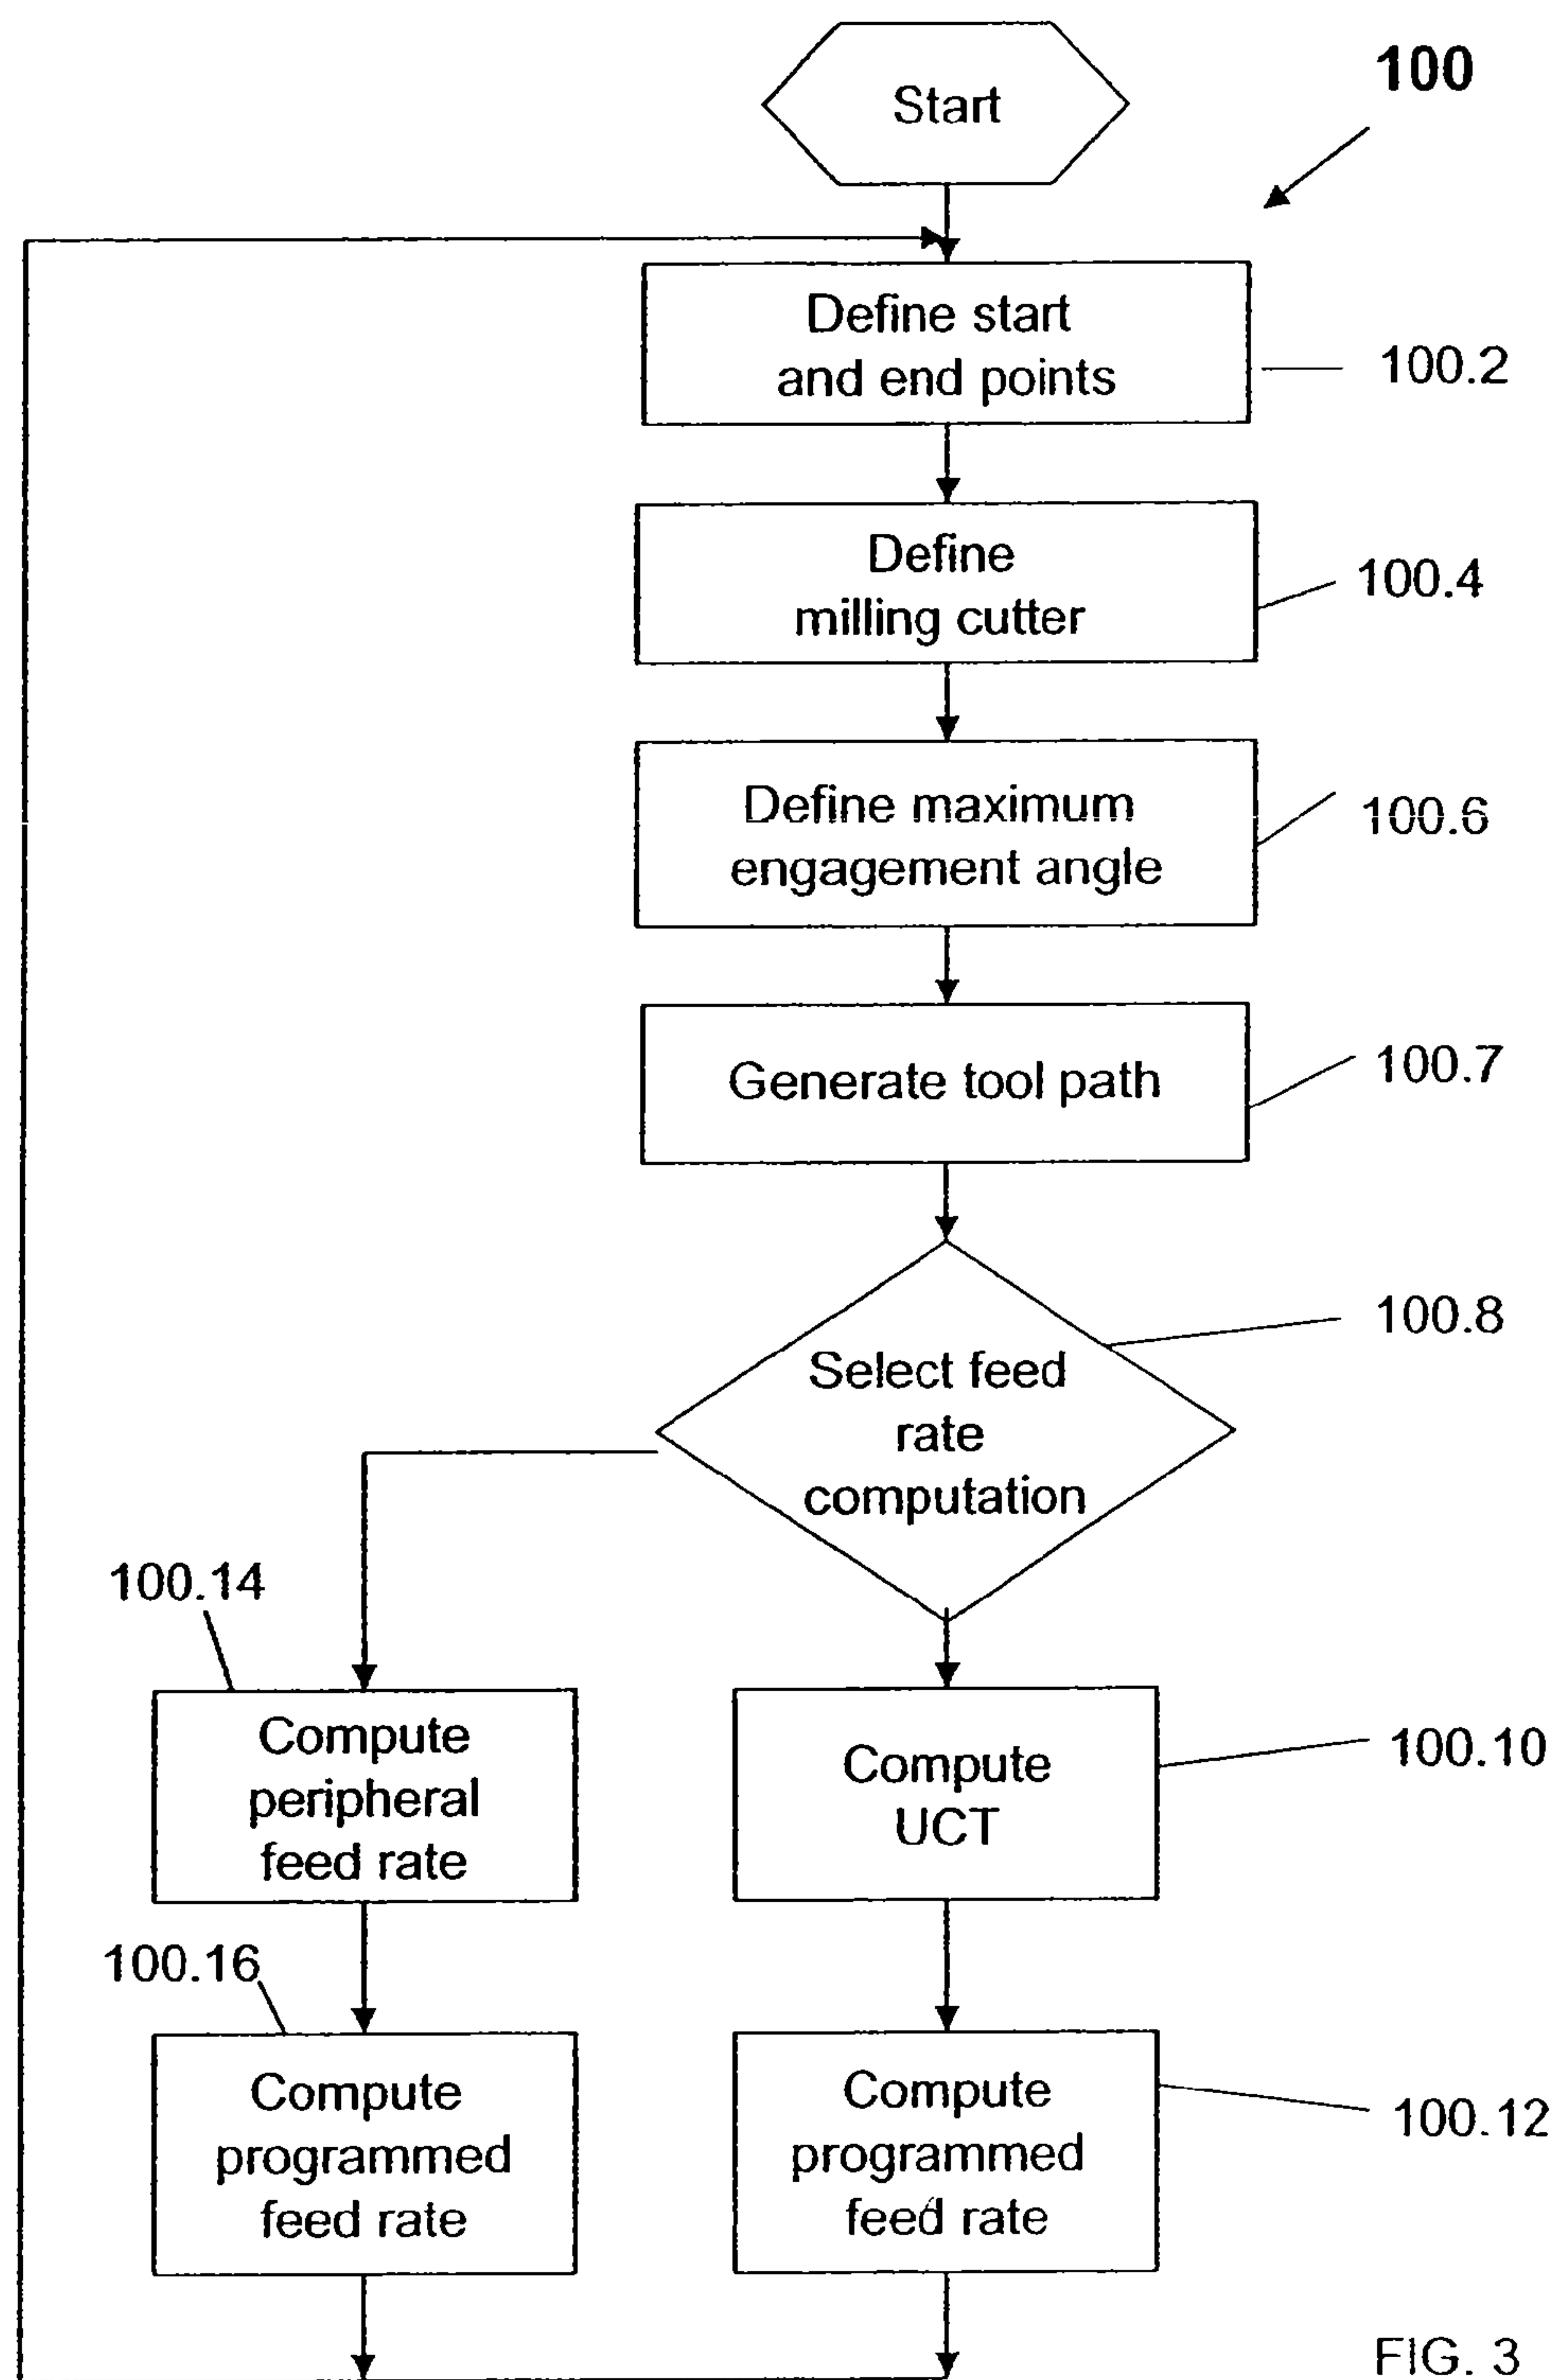 Start
100
Define start
and end points
100.2
Define
milling cutter
100.4
Define maximum
engagement angle
100.6
Generate tool path
100.7
Select feed
rate
computation
100.8
100.14
Compute
peripheral
feed rate
Compute
UCT
100.10
100.16
Compute
programmed
feed rate
Compute
programmed
feed rate
100.12
FIG. 3